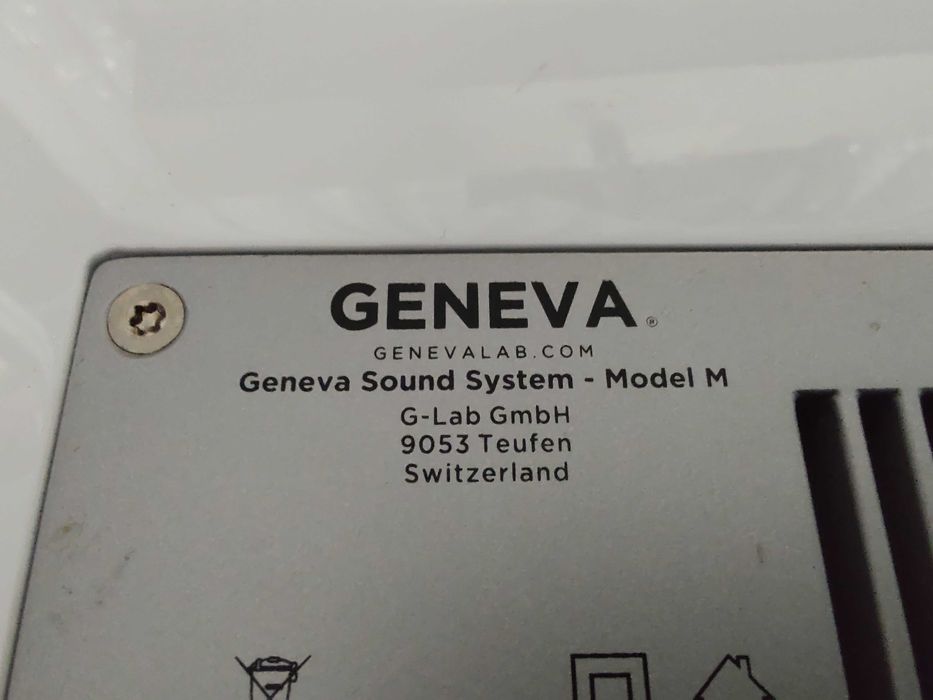 GENEVA®
GENEVALAB.COM
Geneva Sound System - Model M
G-Lab GmbH
9053 Teufen
Switzerland